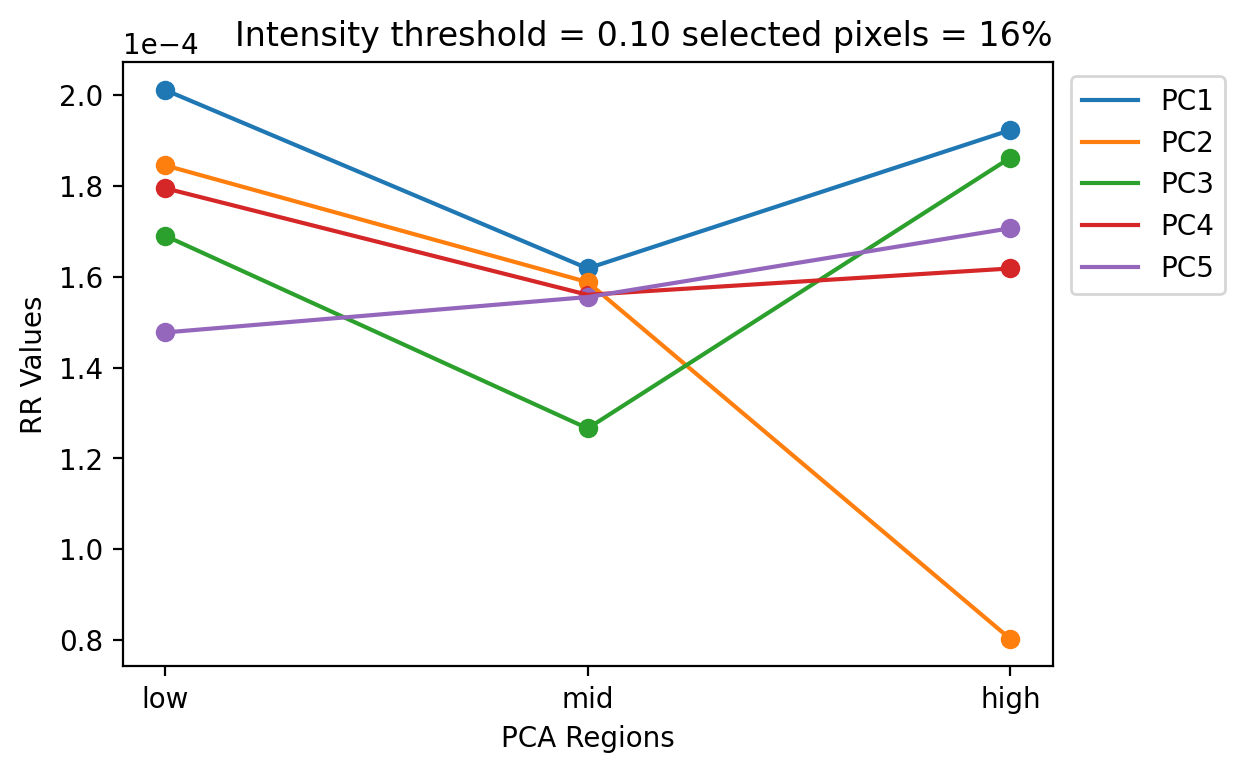 Intensity threshold = 0.10 selected pixels = 16%
1e−4
2.0
1.8
1.6
1.4
1.2
1.0
0.8
RR Values
low mid high
PCA Regions
PC1
PC2
PC3
PC4
PC5